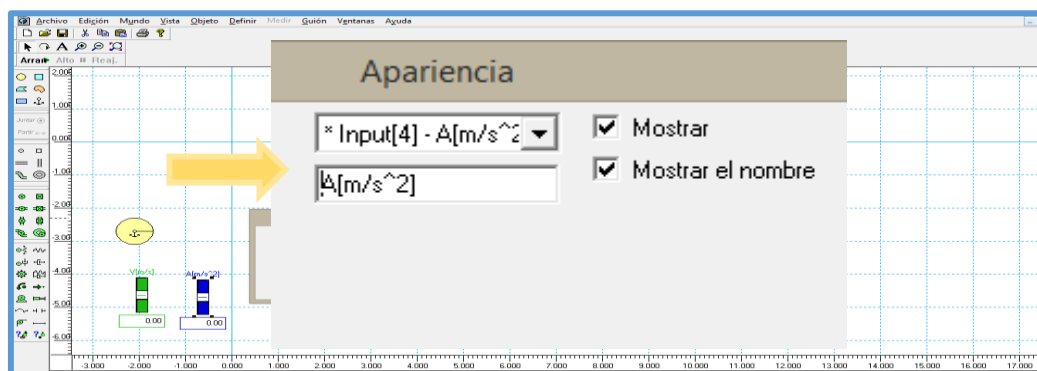 Archivo Edición Mundo Vista Objeto Definir Medir Guión Ventanas Ayuda
A
Arrar Alto Reaj.
Apariencia
* Input[4] - A[m/s^2
Mostrar
A[m/s^2]
Mostrar el nombre
Juntar
Partir
2.000
1.000
0.000
-1.00
-2.00
-3.00
-4.00
-5.00
-6.00
V[m/s]
A[m/s^2]
0.00
0.00
-3.000 -2.000 -1.000 0.000 1.000 2.000 3.000 4.000 5.000 6.000 7.000 8.000 9.000 10.000 11.000 12.000 13.000 14.000 15.000 16.000 17.000